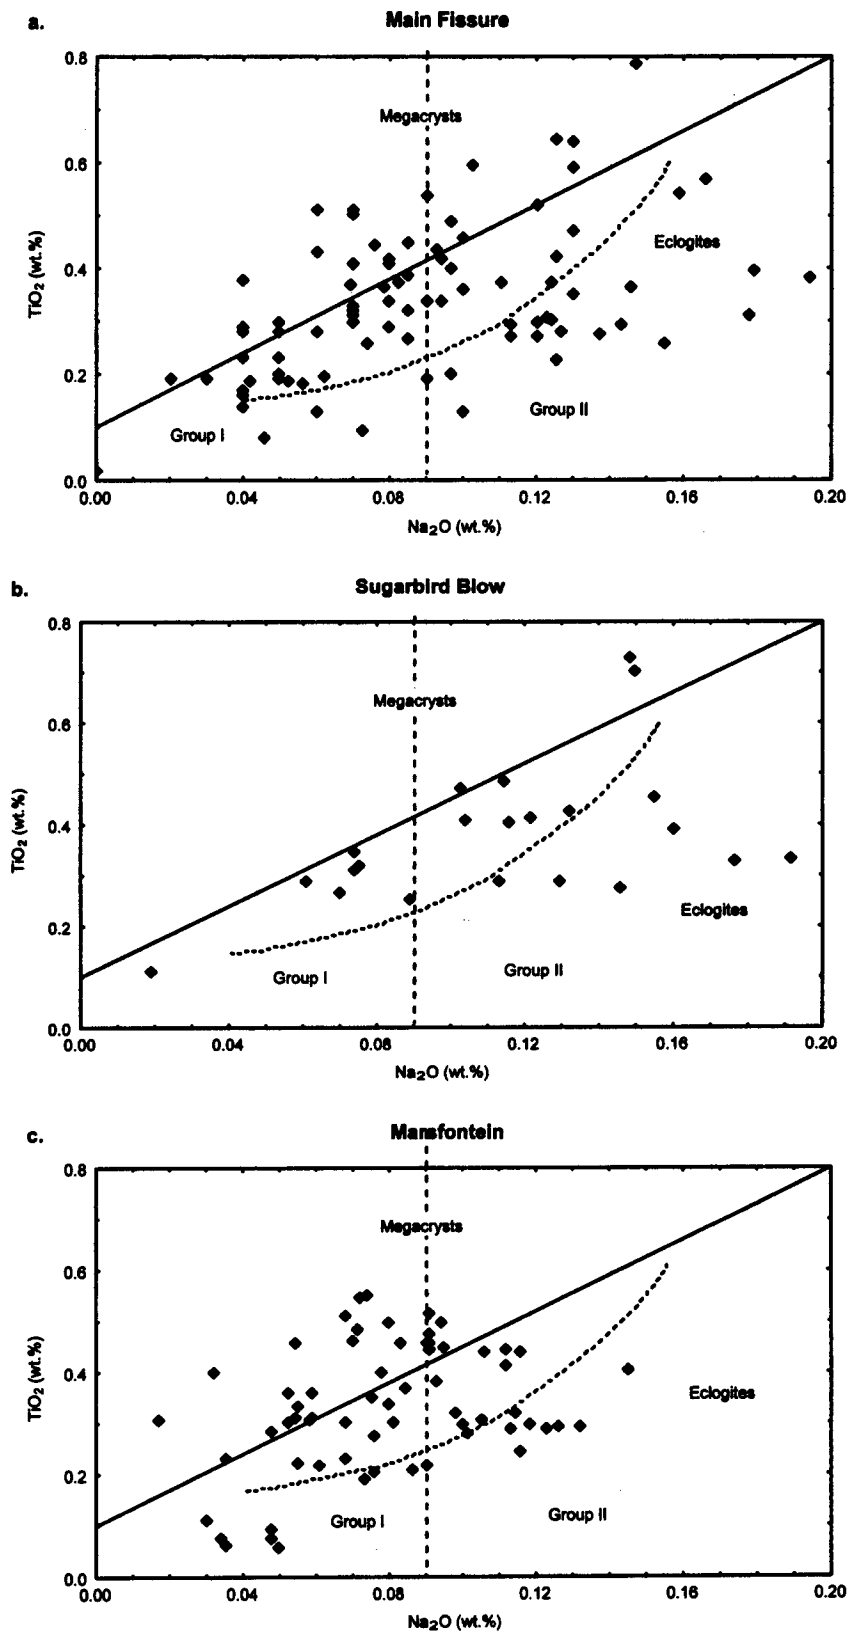 a.
Main Fissure
0.8
Megacrysts
0.6
Eclogites
0.4
TiO2 (wt.%)
0.2
Group I
Group II
0.0
0.00 0.04 0.08 0.12 0.16 0.20
Na2O (wt.%)
b.
Sugarbird Blow
0.8
Megacrysts
0.6
TiO2 (wt.%)
0.4
Eclogites
0.2
Group I
Group II
0.0
0.00 0.04 0.08 0.12 0.16 0.20
Na2O (wt.%)
c.
Marsfontein
0.8
Megacrysts
0.6
TiO2 (wt.%)
0.4
Eclogites
0.2
Group I
Group II
0.0
0.00 0.04 0.08 0.12 0.16 0.20
Na2O (wt.%)